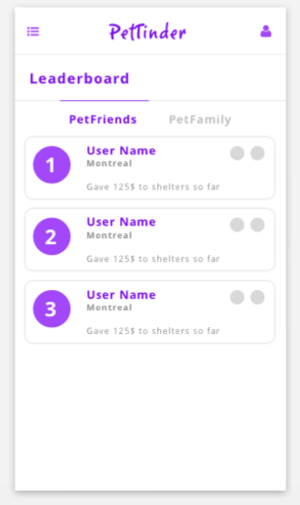 PetTinder
Leaderboard
PetFriends PetFamily
1
User Name
Montreal
Gave 125$ to shelters so far
2
User Name
Montreal
Gave 125$ to shelters so far
3
User Name
Montreal
Gave 125$ to shelters so far